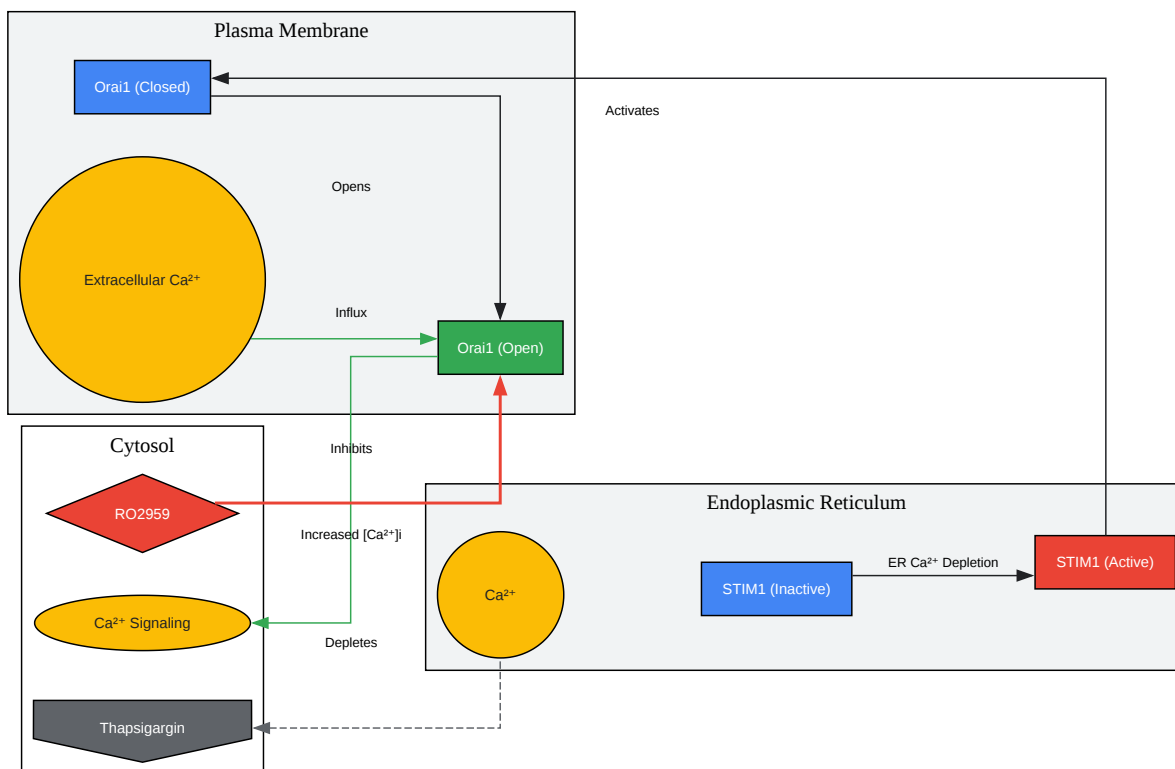 Plasma Membrane
Orai1 (Closed)
Activates
Opens
Extracellular Ca²⁺
Influx
Orai1 (Open)
Cytosol
Inhibits
RO2959
Increased [Ca²⁺]i
Ca²⁺ Signaling
Depletes
Thapsigargin
Endoplasmic Reticulum
Ca²⁺
STIM1 (Inactive)
ER Ca²⁺ Depletion
STIM1 (Active)